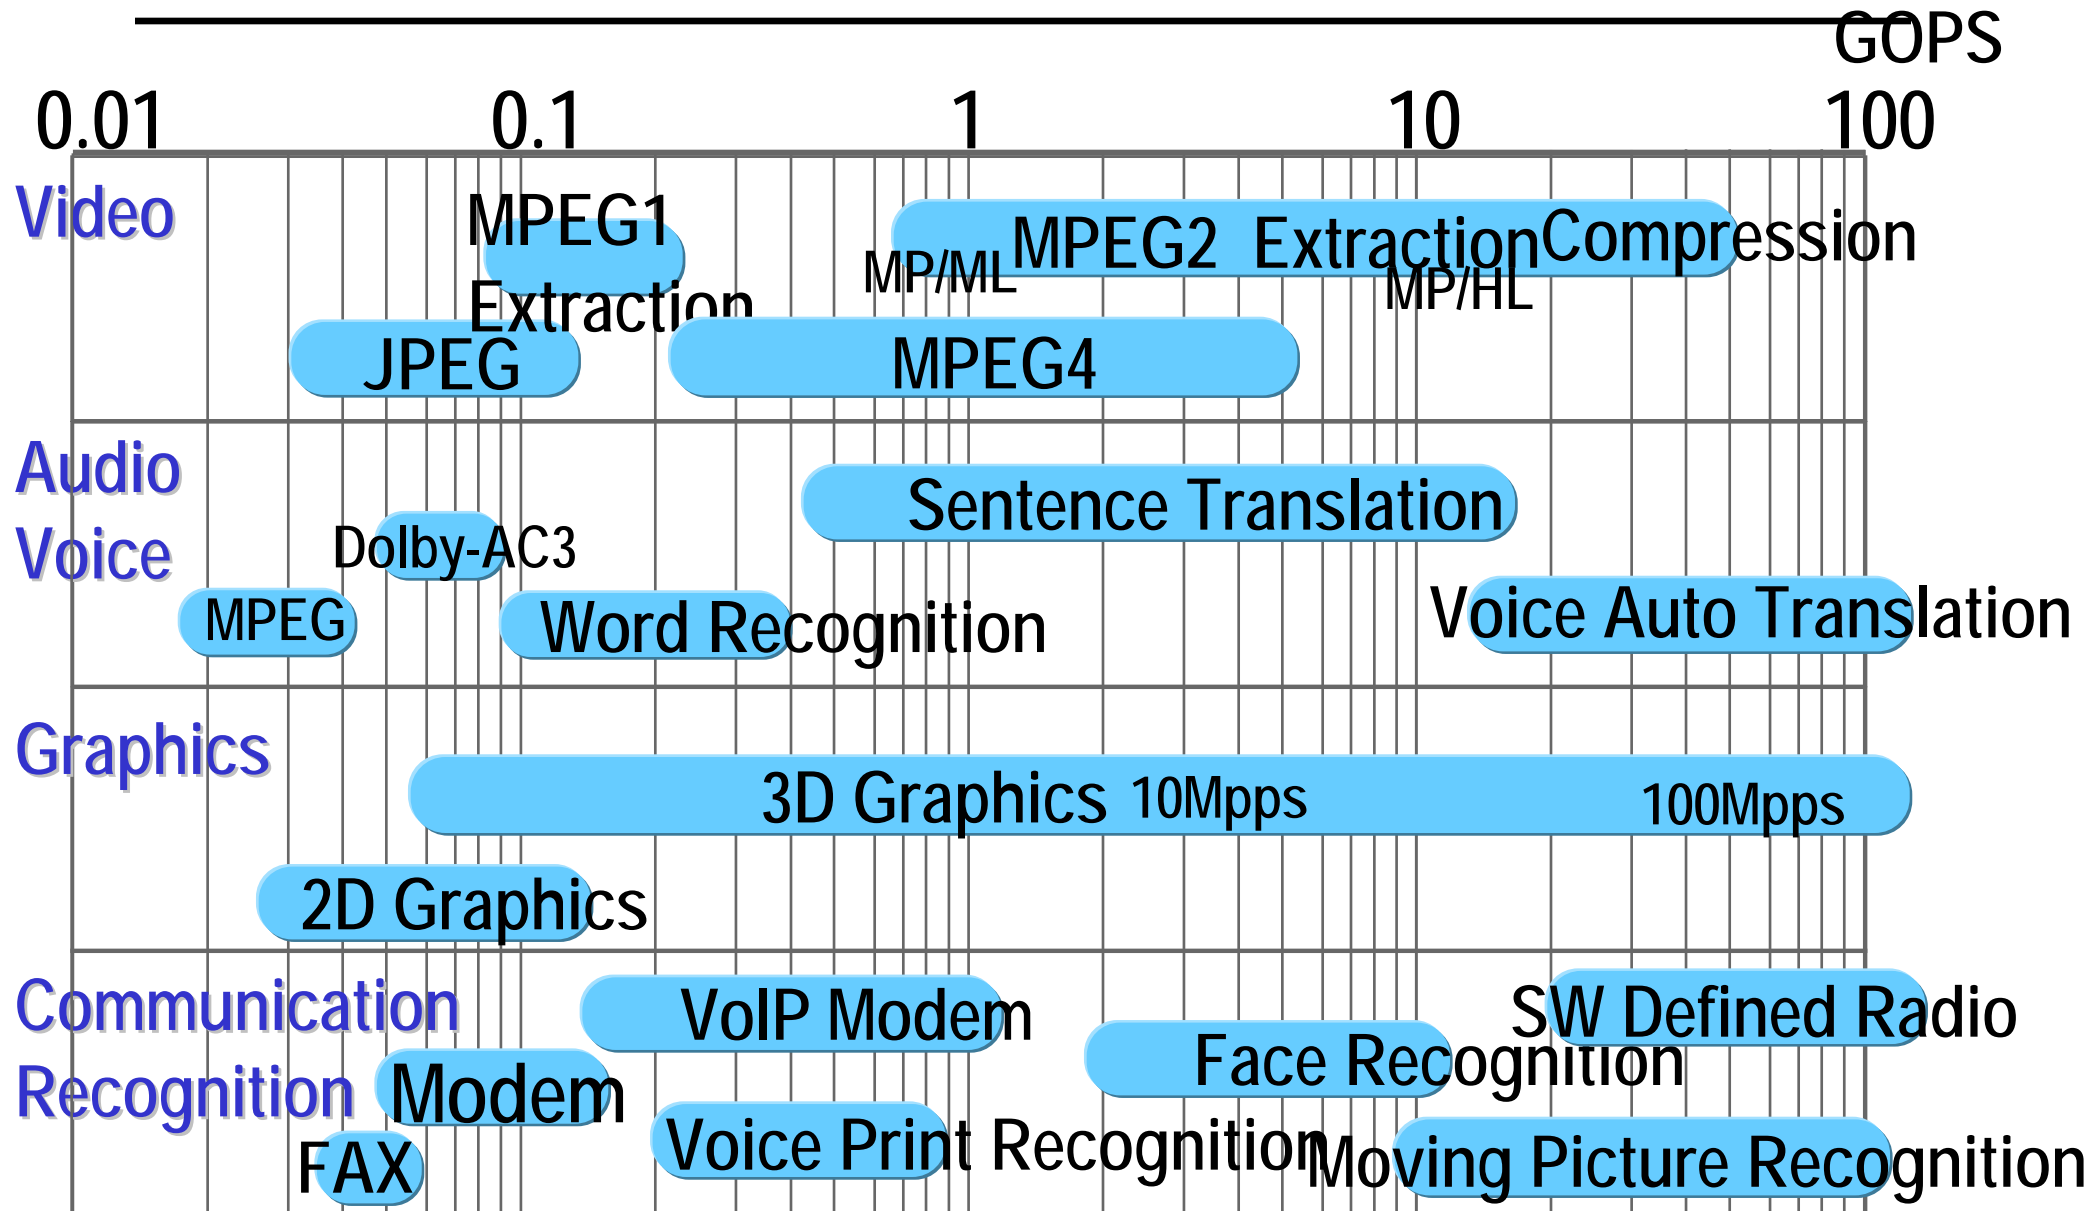 GOPS
0.01 0.1 1 10 100
Video
MPEG1
Extraction
MPEG2 Extraction Compression
MP/ML
MP/HL
JPEG
MPEG4
Audio
Voice
Sentence Translation
Dolby-AC3
MPEG
Word Recognition
Voice Auto Translation
Graphics
3D Graphics 10Mpps 100Mpps
2D Graphics
Communication
Recognition
VoIP Modem
SW Defined Radio
Face Recognition
Modem
Voice Print Recognition
Moving Picture Recognition
FAX